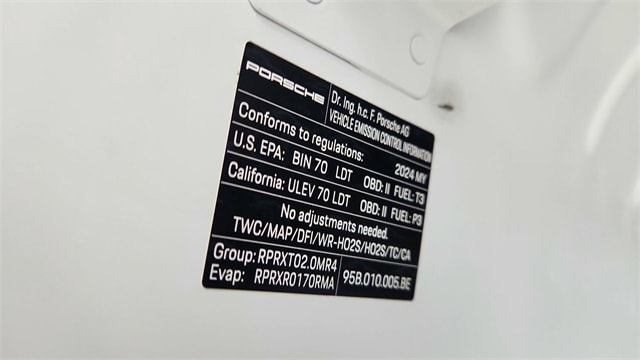 PORSCHE
Dr. Ing. h.c. F. Porsche AG
VEHICLE EMISSION CONTROL INFORMATION
Conforms to regulations: 2024 MY
U.S. EPA: BIN 70 LDT OBD: II FUEL: T3
California: ULEV 70 LDT OBD: II FUEL: P3
No adjustments needed.
TWC/MAP/DFI/WR-HO2S/HO2S/TC/CA
Group: RPRXT02.0MR4
Evap: RPRXR0170RMA
95B.010.005.BE